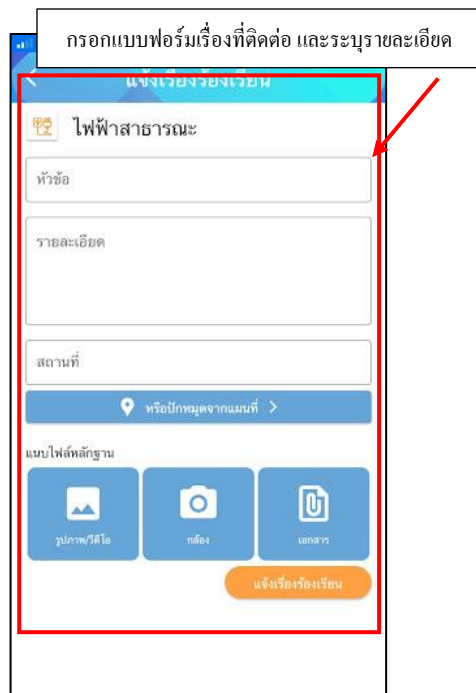 กรอกแบบฟอร์มเรื่องที่ติดต่อ และระบุรายละเอียด
แจ้งเรื่องร้องเรียน
ไฟฟ้าสาธารณะ
หัวข้อ
รายละเอียด
สถานที่
หรือปักหมุดจากแผนที่ >
แนบไฟล์หลักฐาน
รูปภาพ/วีดีโอ กล้อง เอกสาร
แจ้งเรื่องร้องเรียน